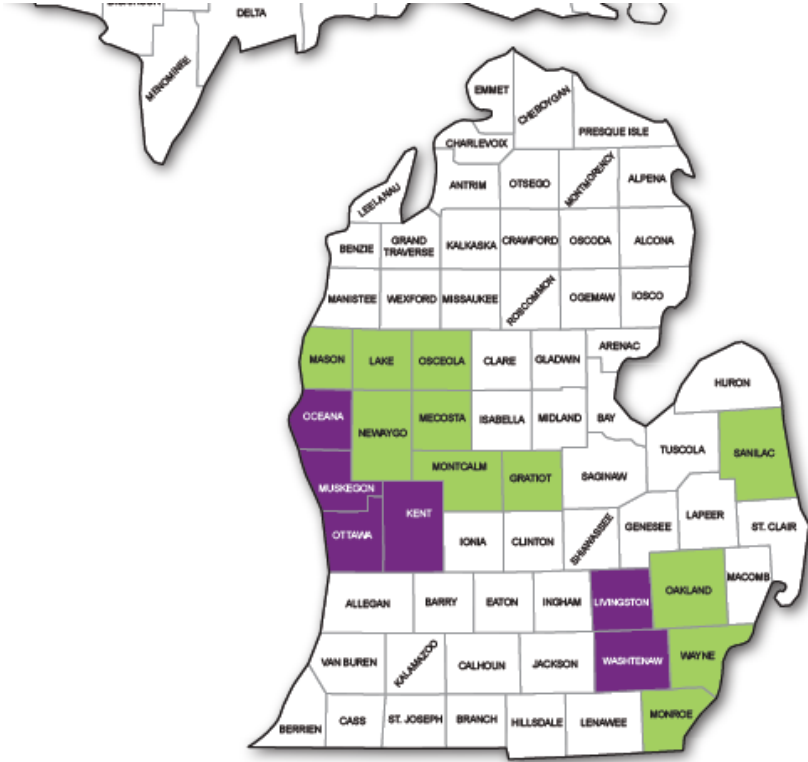 DELTA
MENOMINEE
EMMET
CHEBOYGAN
PRESQUE ISLE
CHARLEVOIX
ANTRIM
OTSEGO
MONTMORENCY
ALPENA
LEELANAU
BENZIE
GRAND
TRAVERSE
KALKASKA
CRAWFORD
OSCODA
ALCONA
MANISTEE
WEXFORD
MISSAUKEE
ROSCOMMON
OGEMAW
IOSCO
MASON
LAKE
OSCEOLA
CLARE
GLADWIN
ARENAC
HURON
OCEANA
NEWAYGO
MECOSTA
ISABELLA
MIDLAND
BAY
TUSCOLA
SANILAC
MUSKEGON
MONTCALM
GRATIOT
SAGINAW
OTTAWA
KENT
IONIA
CLINTON
SHIAWASSEE
GENESEE
LAPEER
ST. CLAIR
ALLEGAN
BARRY
EATON
INGHAM
LIVINGSTON
OAKLAND
MACOMB
VAN BUREN
KALAMAZOO
CALHOUN
JACKSON
WASHTENAW
WAYNE
BERRIEN
CASS
ST. JOSEPH
BRANCH
HILLSDALE
LENAWEE
MONROE